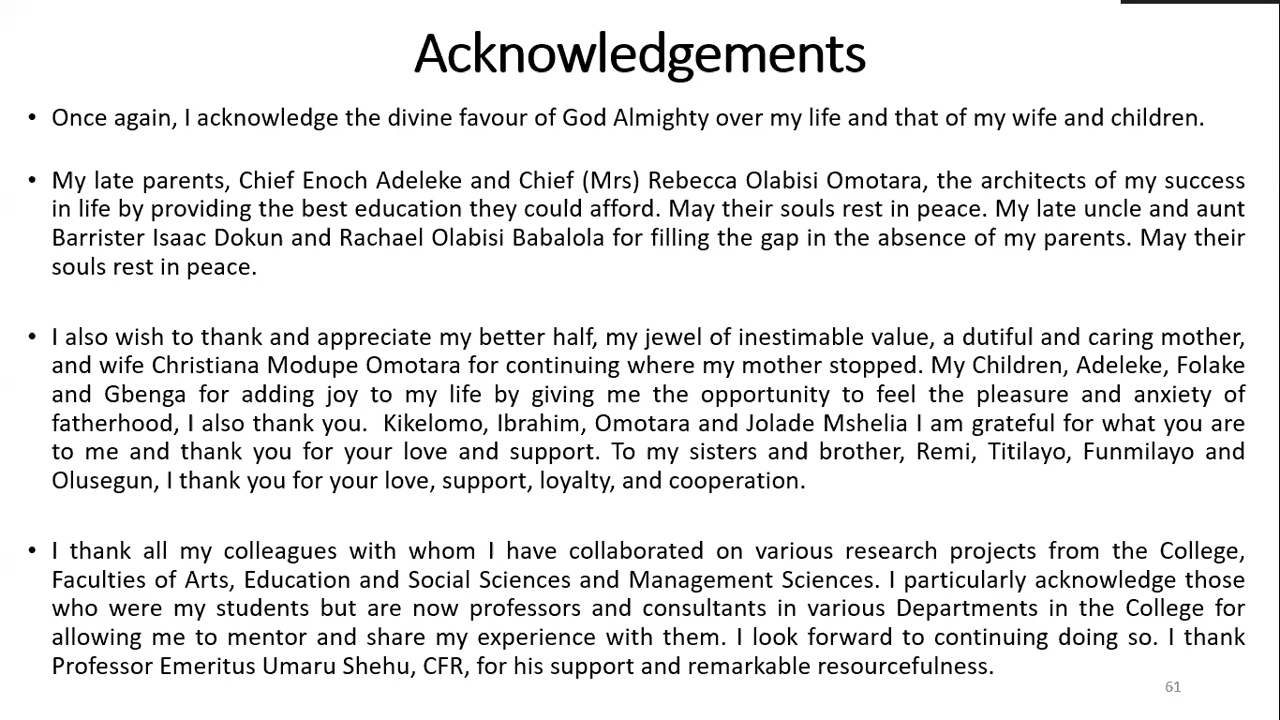 Acknowledgements
• Once again, I acknowledge the divine favour of God Almighty over my life and that of my wife and children.
• My late parents, Chief Enoch Adeleke and Chief (Mrs) Rebecca Olabisi Omotara, the architects of my success
in life by providing the best education they could afford. May their souls rest in peace. My late uncle and aunt
Barrister Isaac Dokun and Rachael Olabisi Babalola for filling the gap in the absence of my parents. May their
souls rest in peace.
• I also wish to thank and appreciate my better half, my jewel of inestimable value, a dutiful and caring mother,
and wife Christiana Modupe Omotara for continuing where my mother stopped. My Children, Adeleke, Folake
and Gbenga for adding joy to my life by giving me the opportunity to feel the pleasure and anxiety of
fatherhood, I also thank you.  Kikelomo, Ibrahim, Omotara and Jolade Mshelia I am grateful for what you are
to me and thank you for your love and support. To my sisters and brother, Remi, Titilayo, Funmilayo and
Olusegun, I thank you for your love, support, loyalty, and cooperation.
• I thank all my colleagues with whom I have collaborated on various research projects from the College,
Faculties of Arts, Education and Social Sciences and Management Sciences. I particularly acknowledge those
who were my students but are now professors and consultants in various Departments in the College for
allowing me to mentor and share my experience with them. I look forward to continuing doing so. I thank
Professor Emeritus Umaru Shehu, CFR, for his support and remarkable resourcefulness.
61